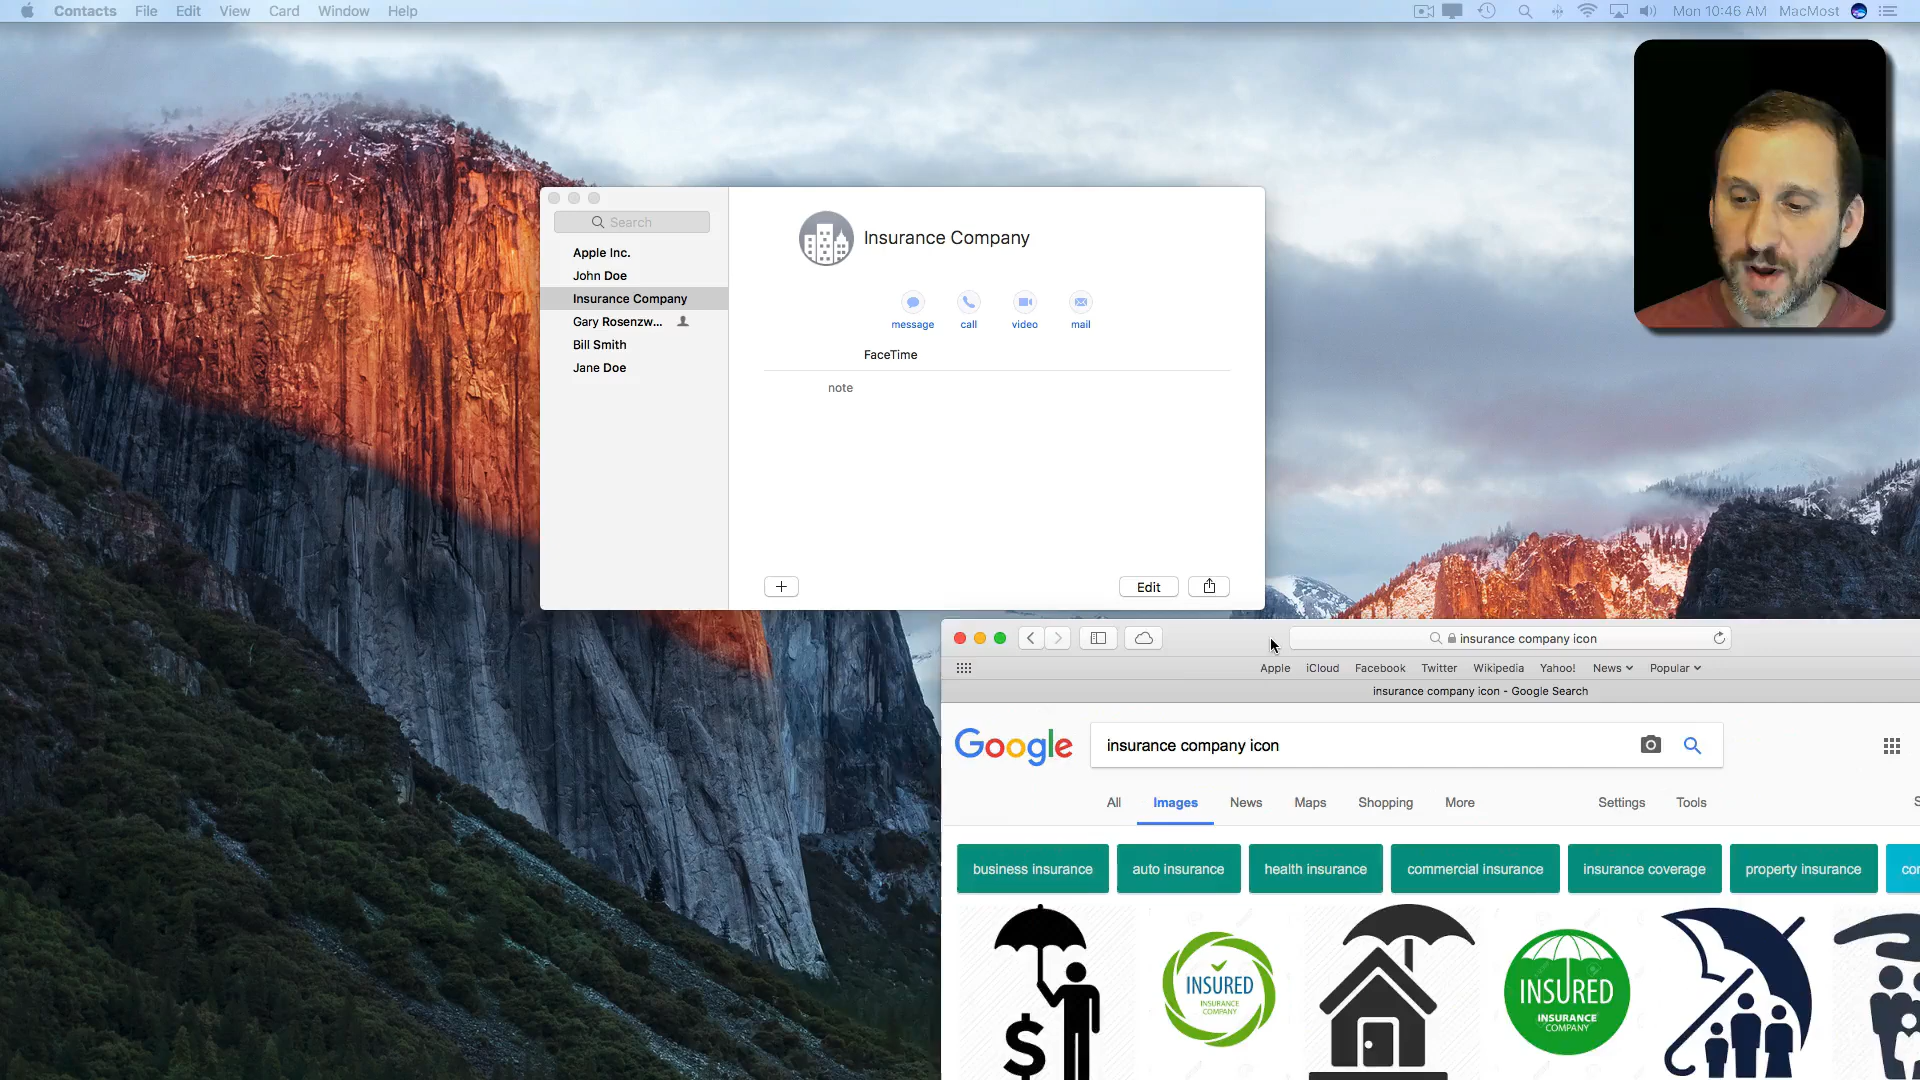 Contacts File Edit View Card Window Help
Mon 10:46 AM MacMost
Search
Apple Inc.
John Doe
Insurance Company
Gary Rosenzw...
Bill Smith
Jane Doe
Insurance Company
message call video mail
FaceTime
note
Edit
insurance company icon
Apple iCloud Facebook Twitter Wikipedia Yahoo! News Popular
insurance company icon - Google Search
Google
insurance company icon
All Images News Maps Shopping More Settings Tools
business insurance auto insurance health insurance commercial insurance insurance coverage property insurance
INSURED
INSURANCE
COMPANY
$
INSURED
INSURANCE
COMPANY